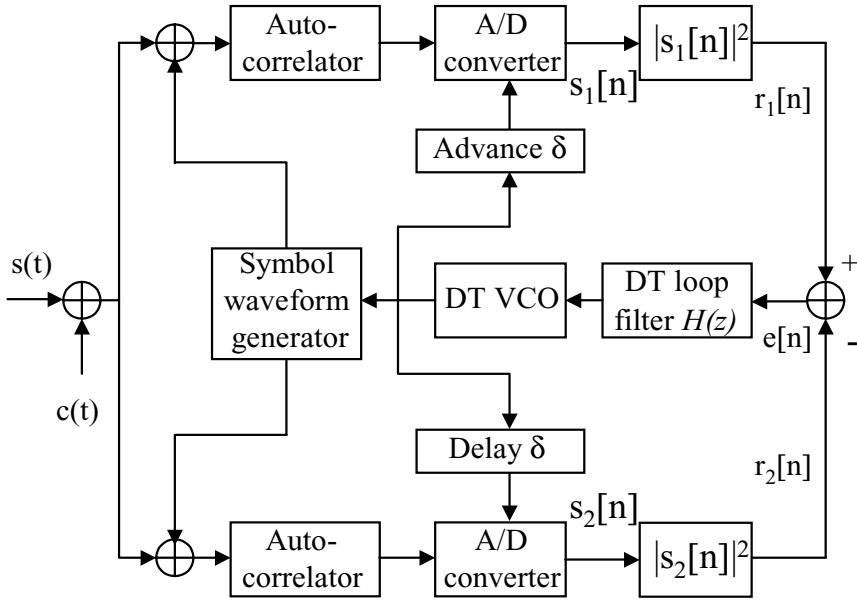 Auto-
correlator
A/D
converter
|s₁[n]|²
s₁[n]
r₁[n]
Advance δ
s(t)
Symbol
waveform
generator
DT VCO
DT loop
filter H(z)
+
e[n]
-
c(t)
Delay δ
r₂[n]
s₂[n]
Auto-
correlator
A/D
converter
|s₂[n]|²